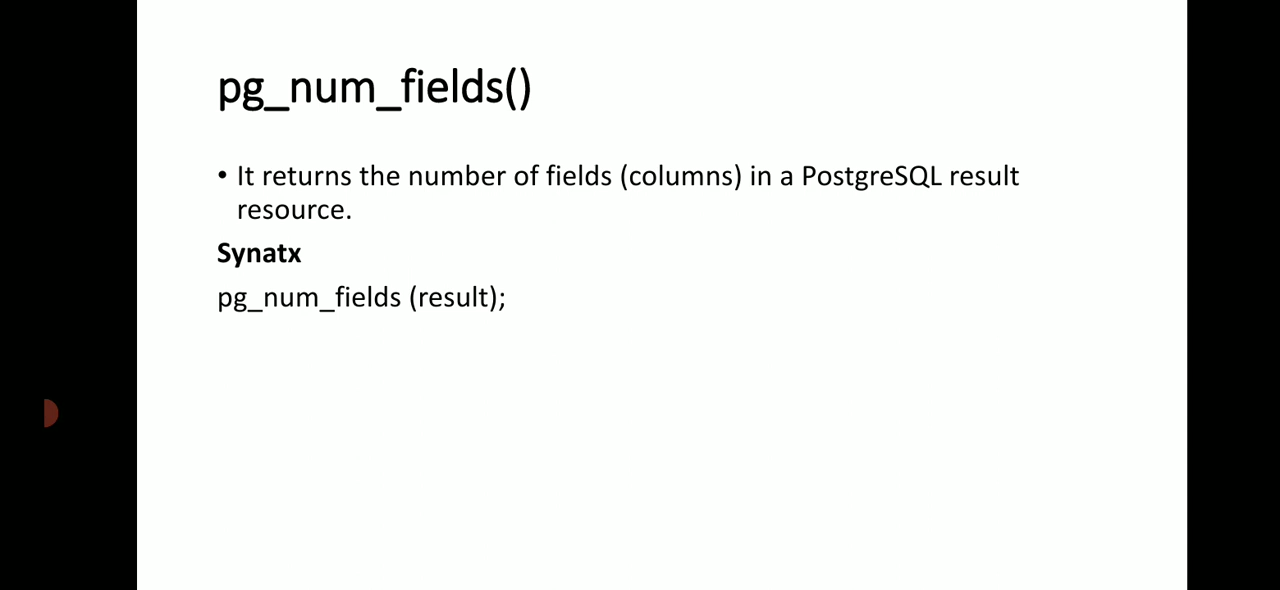 pg_num_fields()
• It returns the number of fields (columns) in a PostgreSQL result
resource.
Synatx
pg_num_fields (result);